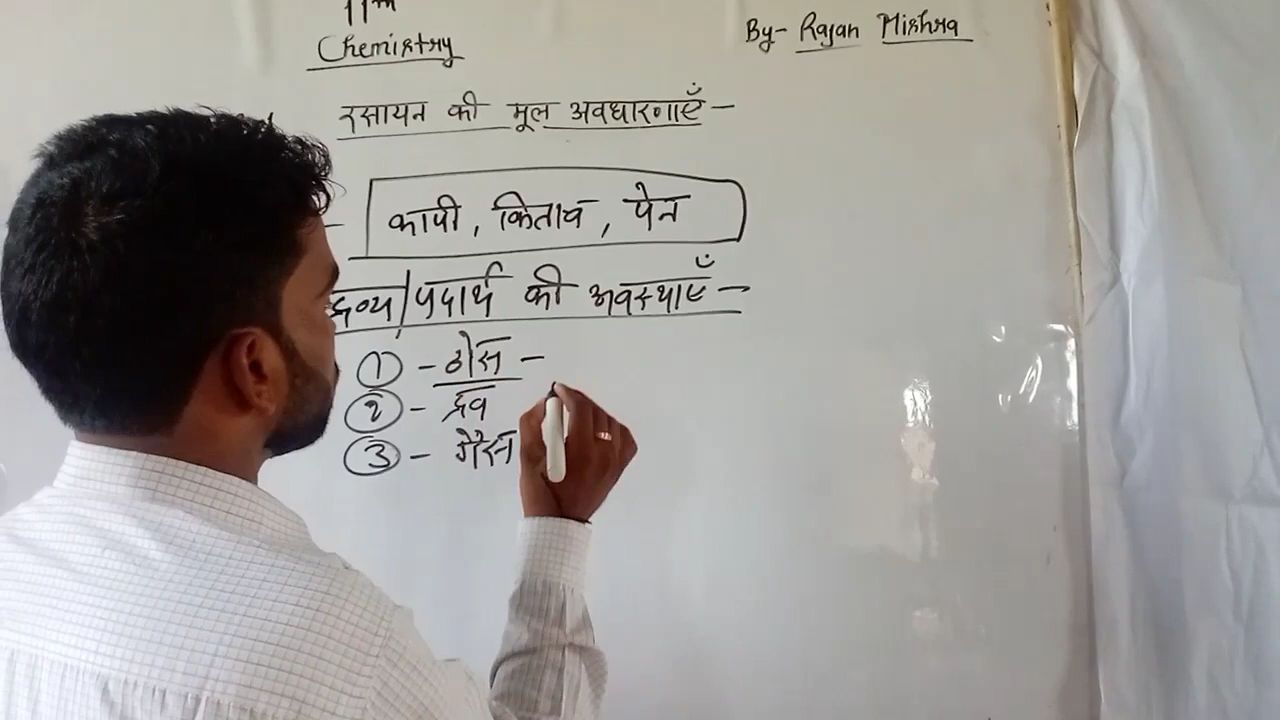 11th
Chemistry
By- Rajan Mishra
रसायन की मूल अवधारणाएँ -
कापी, किताब, पेन
द्रव्य/पदार्थ की अवस्थाएँ -
① - ठोस -
② - द्रव
③ - गैस